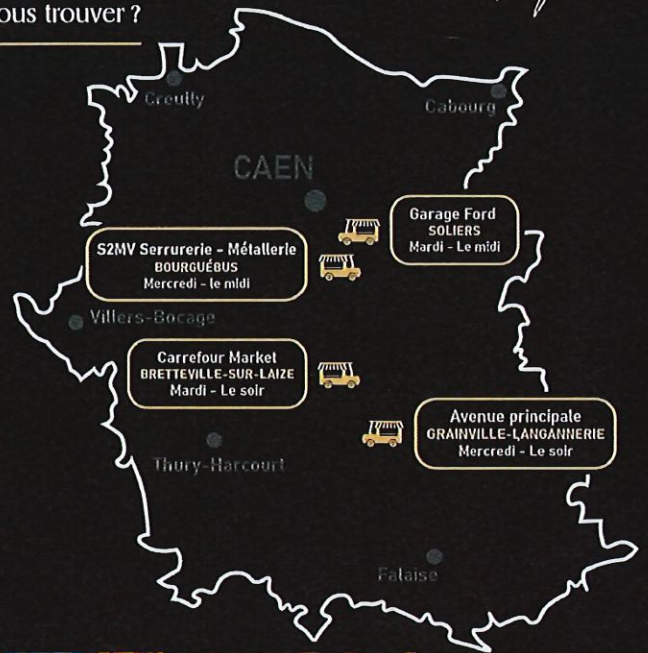 ous trouver ?
Creully
Cabourg
CAEN
Garage Ford
SOLIERS
Mardi - Le midi
S2MV Serrurerie - Métallerie
BOURGUÉBUS
Mercredi - le midi
Villers-Bocage
Carrefour Market
BRETTEVILLE-SUR-LAIZE
Mardi - Le soir
Avenue principale
GRAINVILLE-LANGANNERIE
Mercredi - Le soir
Thury-Harcourt
Falaise